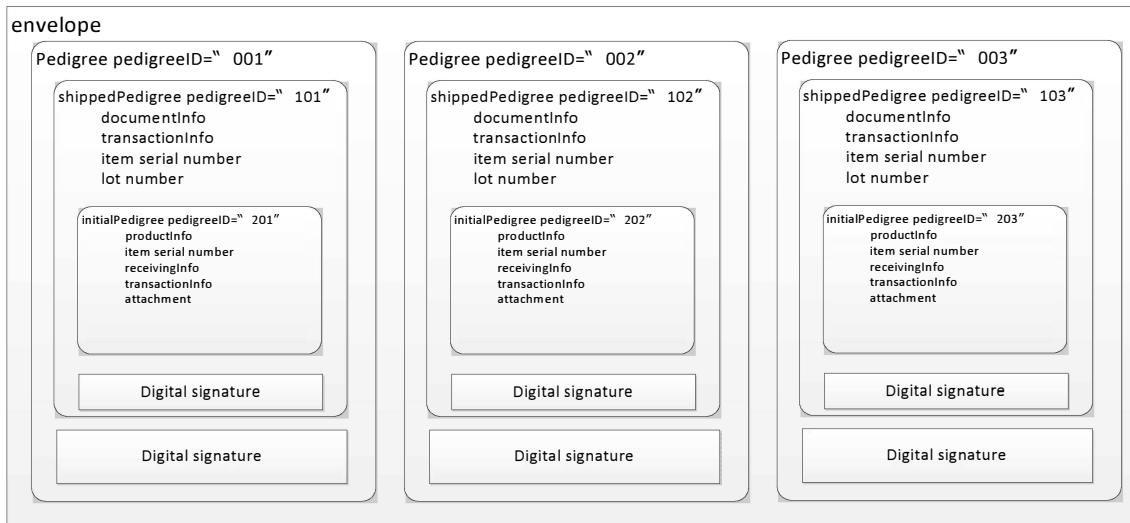 envelope
Pedigree pedigreeID=“ 001”
shippedPedigree pedigreeID=“ 101”
documentInfo
transactionInfo
item serial number
lot number
initialPedigree pedigreeID=“ 201”
productInfo
item serial number
receivingInfo
transactionInfo
attachment
Digital signature
Digital signature
Pedigree pedigreeID=“ 002”
shippedPedigree pedigreeID=“ 102”
documentInfo
transactionInfo
item serial number
lot number
initialPedigree pedigreeID=“ 202”
productInfo
item serial number
receivingInfo
transactionInfo
attachment
Digital signature
Digital signature
Pedigree pedigreeID=“ 003”
shippedPedigree pedigreeID=“ 103”
documentInfo
transactionInfo
item serial number
lot number
initialPedigree pedigreeID=“ 203”
productInfo
item serial number
receivingInfo
transactionInfo
attachment
Digital signature
Digital signature